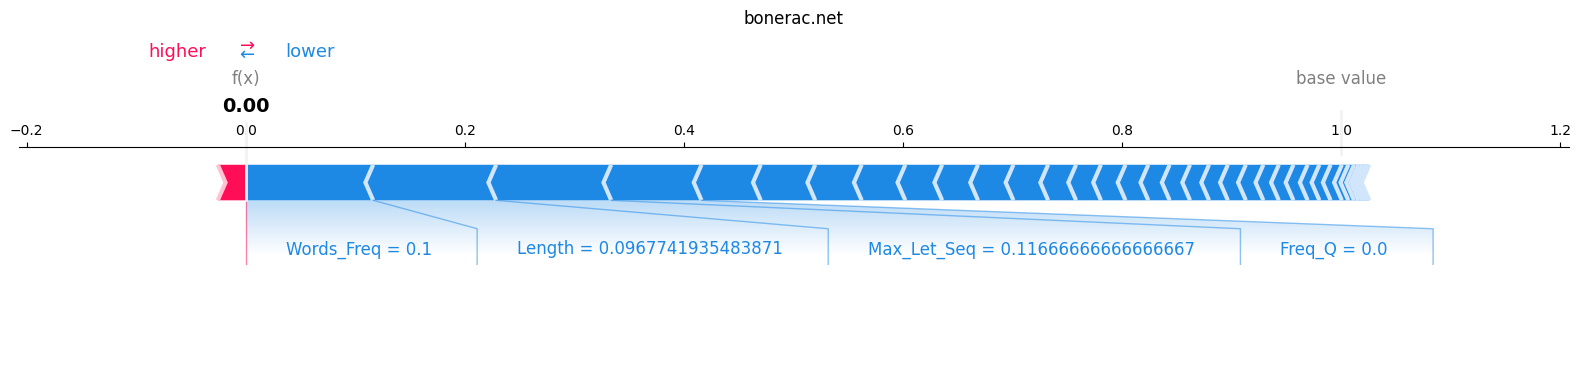 bonerac.net
higher ⇄ lower
f(x) base value
0.00
−0.2 0.0 0.2 0.4 0.6 0.8 1.0 1.2
Words_Freq = 0.1 Length = 0.0967741935483871 Max_Let_Seq = 0.11666666666666667 Freq_Q = 0.0